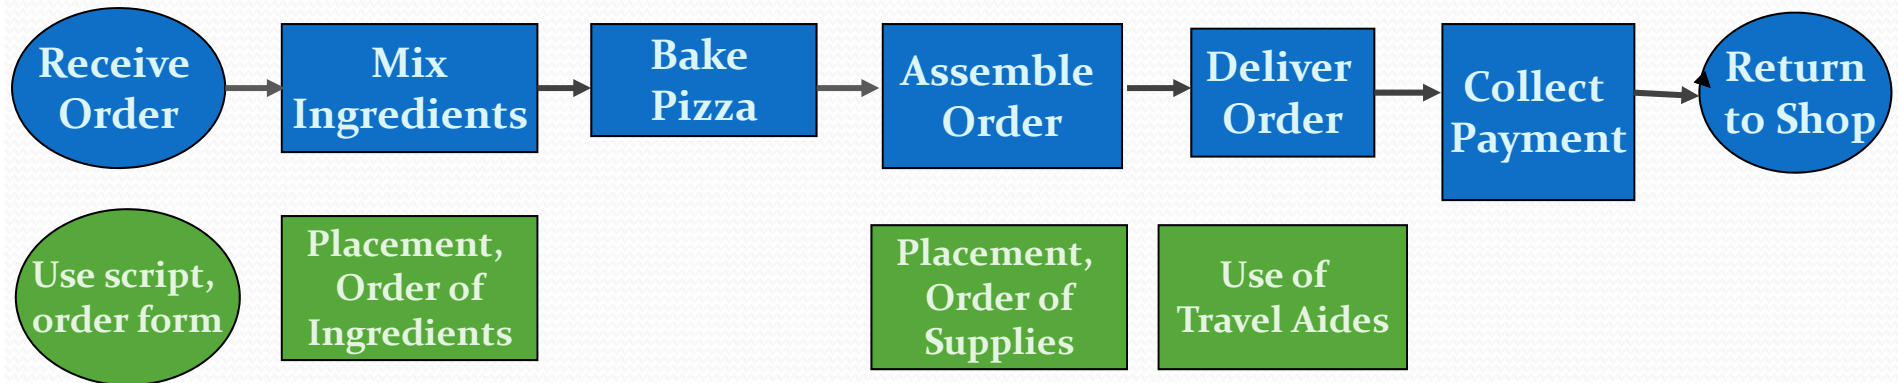 Receive
Order
Mix
Ingredients
Bake
Pizza
Assemble
Order
Deliver
Order
Collect
Payment
Return
to Shop
Use script,
order form
Placement,
Order of
Ingredients
Placement,
Order of
Supplies
Use of
Travel Aides